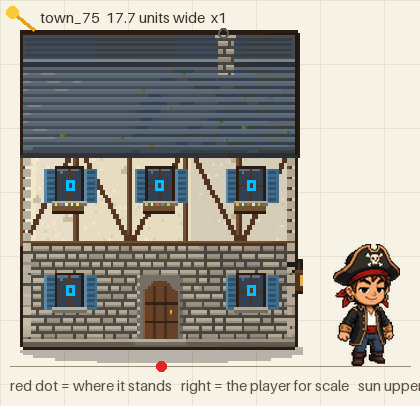 town_75 17.7 units wide x1
red dot = where it stands right = the player for scale sun upper